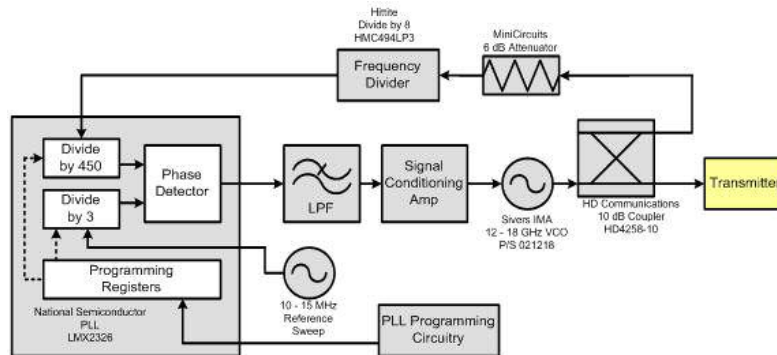 Hittite
Divide by 8
HMC494LP3
MiniCircuits
6 dB Attenuator
Frequency
Divider
Divide
by 450
Phase
Detector
Divide
by 3
LPF
Signal
Conditioning
Amp
Sivers IMA
12 - 18 GHz VCO
P/S 021218
HD Communications
10 dB Coupler
HD4258-10
Transmitter
Programming
Registers
National Semiconductor
PLL
LMX2326
10 - 15 MHz
Reference
Sweep
PLL Programming
Circuitry